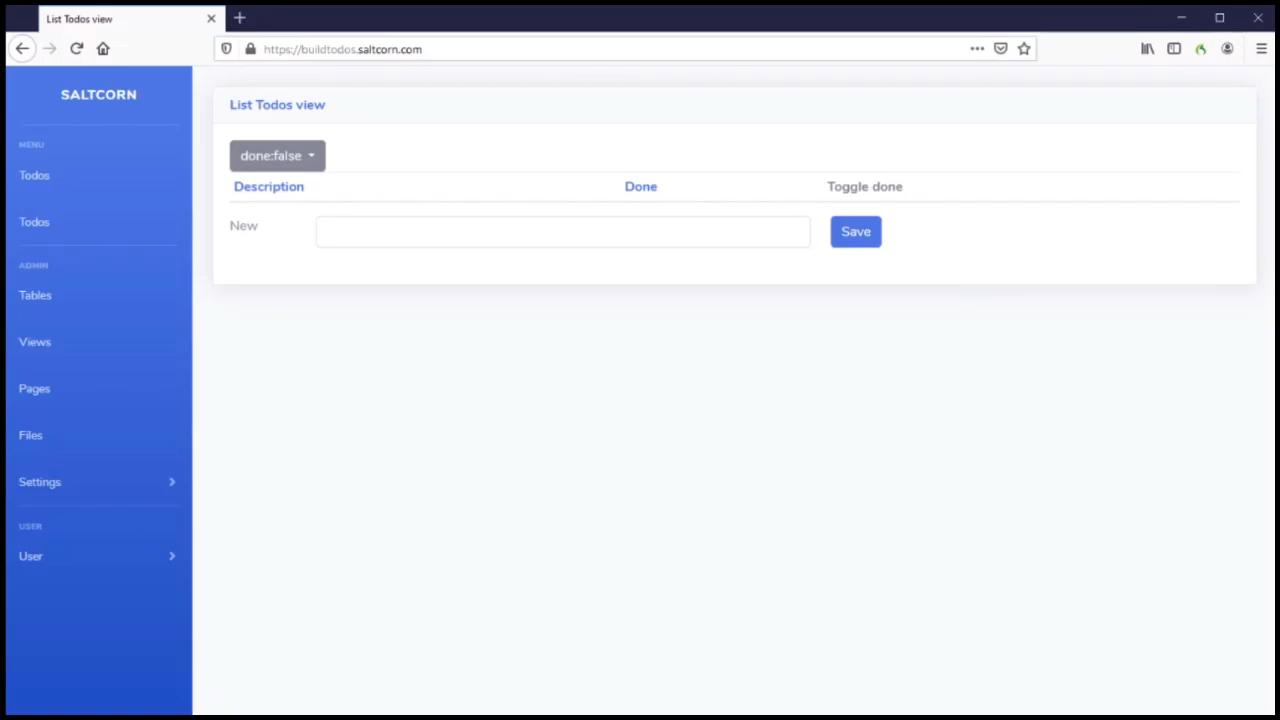 List Todos view
https://buildtodos.saltcorn.com
SALTCORN
MENU
Todos
Todos
ADMIN
Tables
Views
Pages
Files
Settings
USER
User
List Todos view
done:false
Description Done Toggle done
New Save